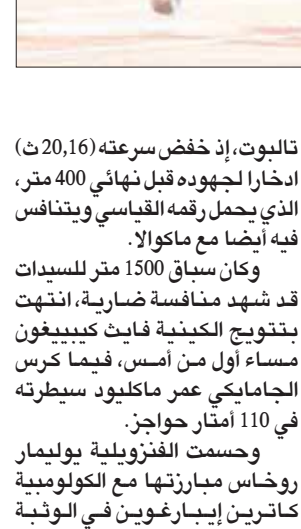 تالبوت، إذ خفض سرعته (20,16 ث)
ادخارا لجهوده قبل نهائي 400 متر،
الذي يحمل رقمه القياسي ويتنافس
فيه أيضا مع ماكوالا.
وكان سباق 1500 متر للسيدات
قد شهد منافسة ضارية، انتهت
بتتويج الكينية فايث كيبييغون
مساء أول من أمس، فيما كرس
الجامايكي عمر ماكليود سيطرته
في 110 أمتار حواجز.
وحسمت الفنزويلية يوليمار
روخاس مبارزتها مع الكولومبية
كاترين إيبارغوين في الوثبة